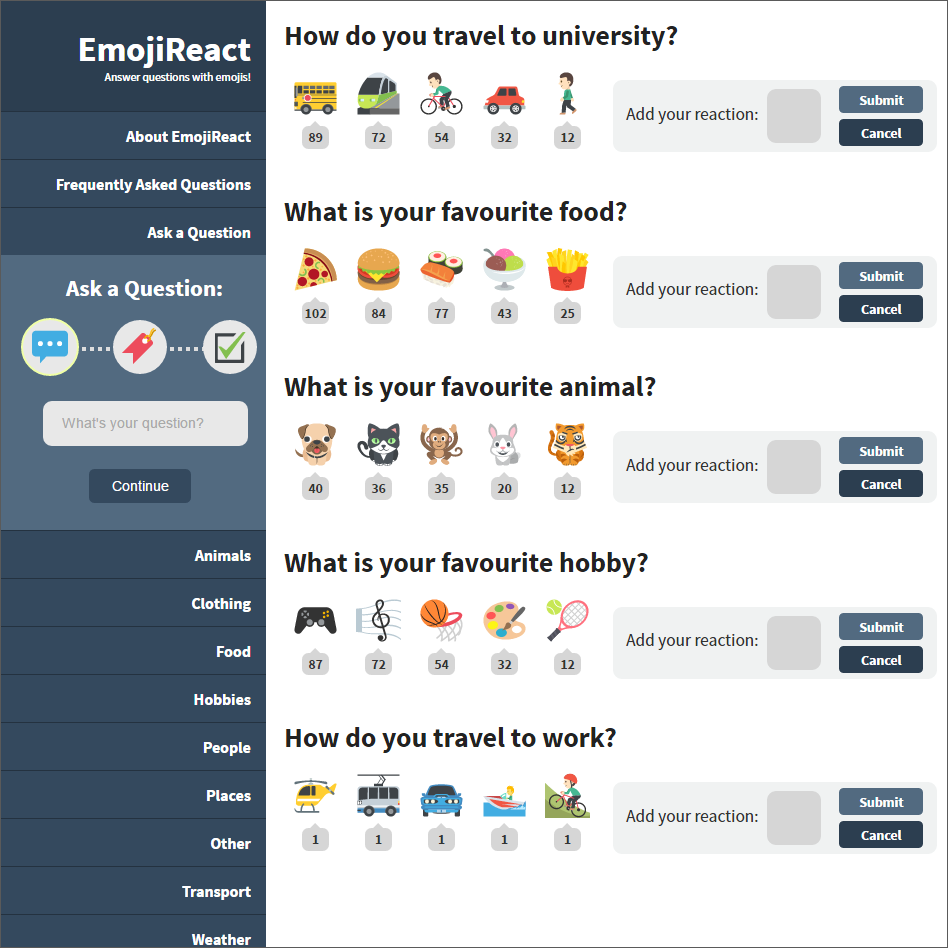 EmojiReact
Answer questions with emojis!
About EmojiReact
Frequently Asked Questions
Ask a Question
Ask a Question:
What's your question?
Continue
Animals
Clothing
Food
Hobbies
People
Places
Other
Transport
Weather
How do you travel to university?
89 72 54 32 12
Add your reaction:
Submit
Cancel
What is your favourite food?
102 84 77 43 25
Add your reaction:
Submit
Cancel
What is your favourite animal?
40 36 35 20 12
Add your reaction:
Submit
Cancel
What is your favourite hobby?
87 72 54 32 12
Add your reaction:
Submit
Cancel
How do you travel to work?
1 1 1 1 1
Add your reaction:
Submit
Cancel